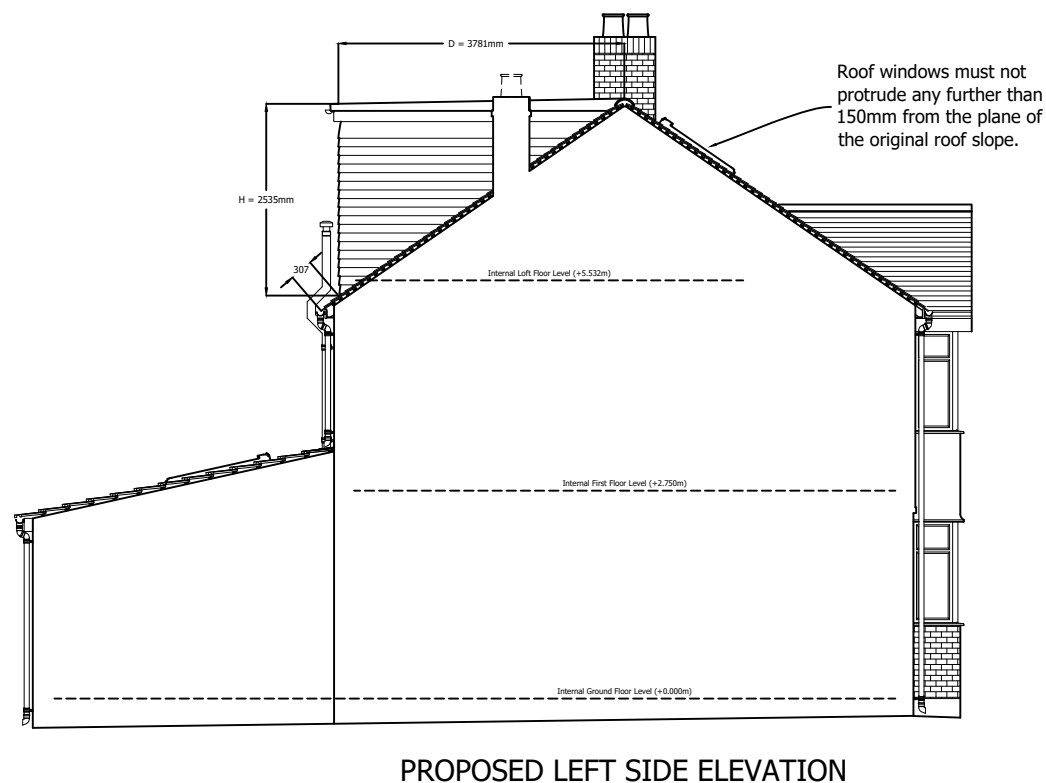 D = 3781mm
Roof windows must not
protrude any further than
150mm from the plane of
the original roof slope.
H = 2535mm
307
Internal Loft Floor Level (+5.532m)
Internal First Floor Level (+2.750m)
Internal Ground Floor Level (+0.000m)
PROPOSED LEFT SIDE ELEVATION